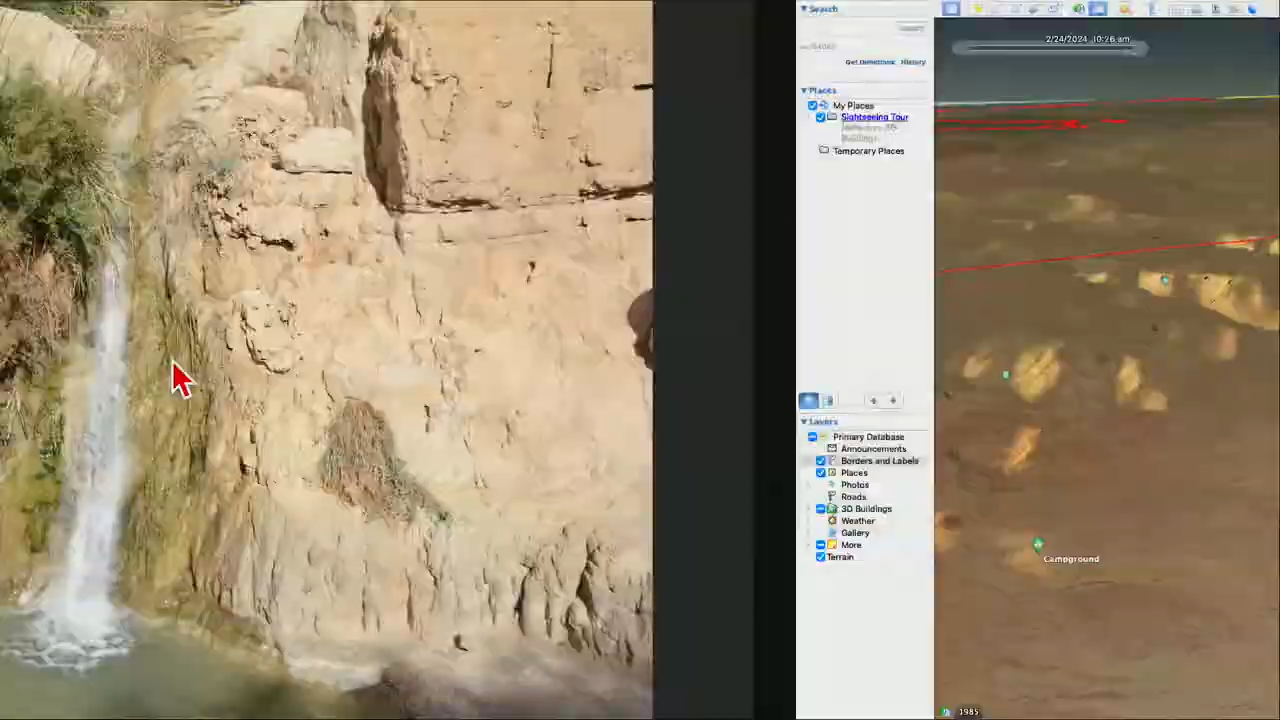 Search
Get Directions History
Places
My Places
Sightseeing Tour
Temporary Places
Layers
Primary Database
Announcements
Borders and Labels
Places
Photos
Roads
3D Buildings
Weather
Gallery
More
Terrain
2/24/2024 10:26 am
Campground
1985